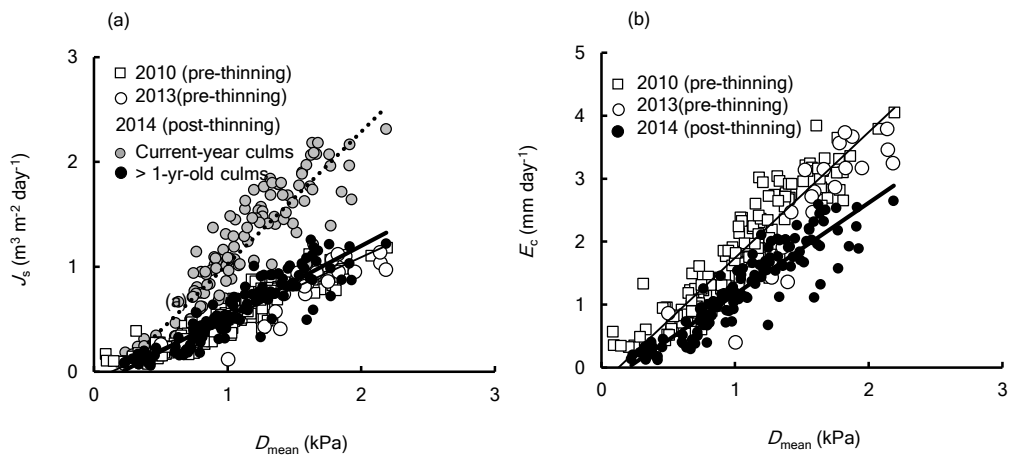 (a)
3
2
1
0
□ 2010 (pre-thinning)
○ 2013(pre-thinning)
2014 (post-thinning)
Current-year culms
● > 1-yr-old culms
(a)
Js (m³ m⁻² day⁻¹)
0 1 2 3
Dmean (kPa)
(b)
5
4
3
2
1
0
□ 2010 (pre-thinning)
○ 2013(pre-thinning)
● 2014 (post-thinning)
Ec (mm day⁻¹)
0 1 2 3
Dmean (kPa)